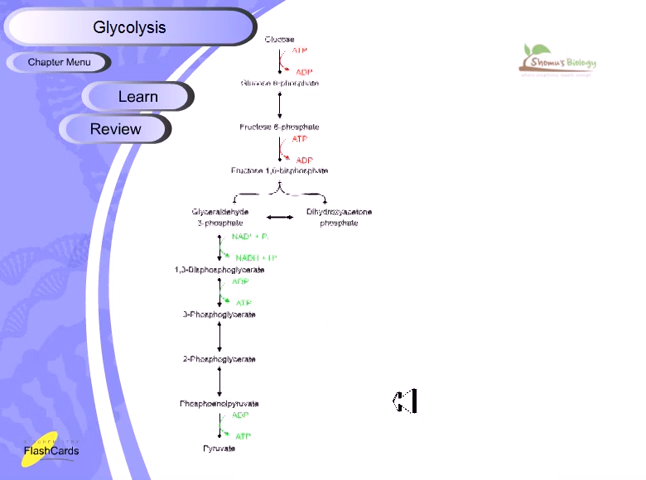 Glycolysis
Chapter Menu
Learn
Review
Shomu's Biology
Glucose
ATP
ADP
Glucose 6-phosphate
Fructose 6-phosphate
ATP
ADP
Fructose 1,6-bisphosphate
Glyceraldehyde
3-phosphate
Dihydroxyacetone
phosphate
NAD⁺ + Pᵢ
NADH + H⁺
1,3-Bisphosphoglycerate
ADP
ATP
3-Phosphoglycerate
2-Phosphoglycerate
Phosphoenolpyruvate
ADP
ATP
Pyruvate
FlashCards